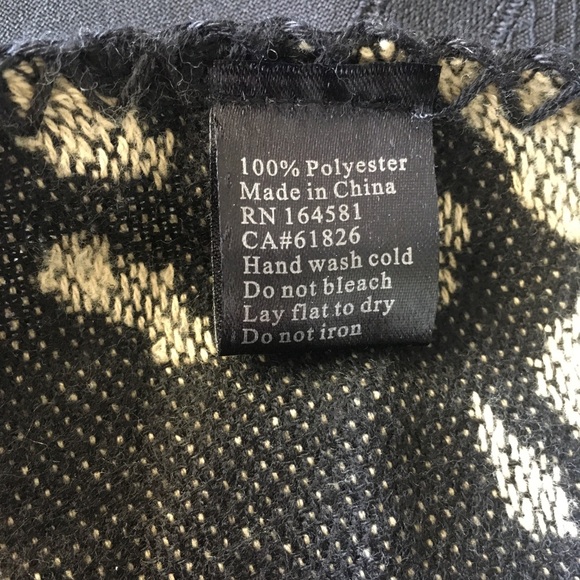 100% Polyester
Made in China
RN 164581
CA#61826
Hand wash cold
Do not bleach
Lay flat to dry
Do not iron